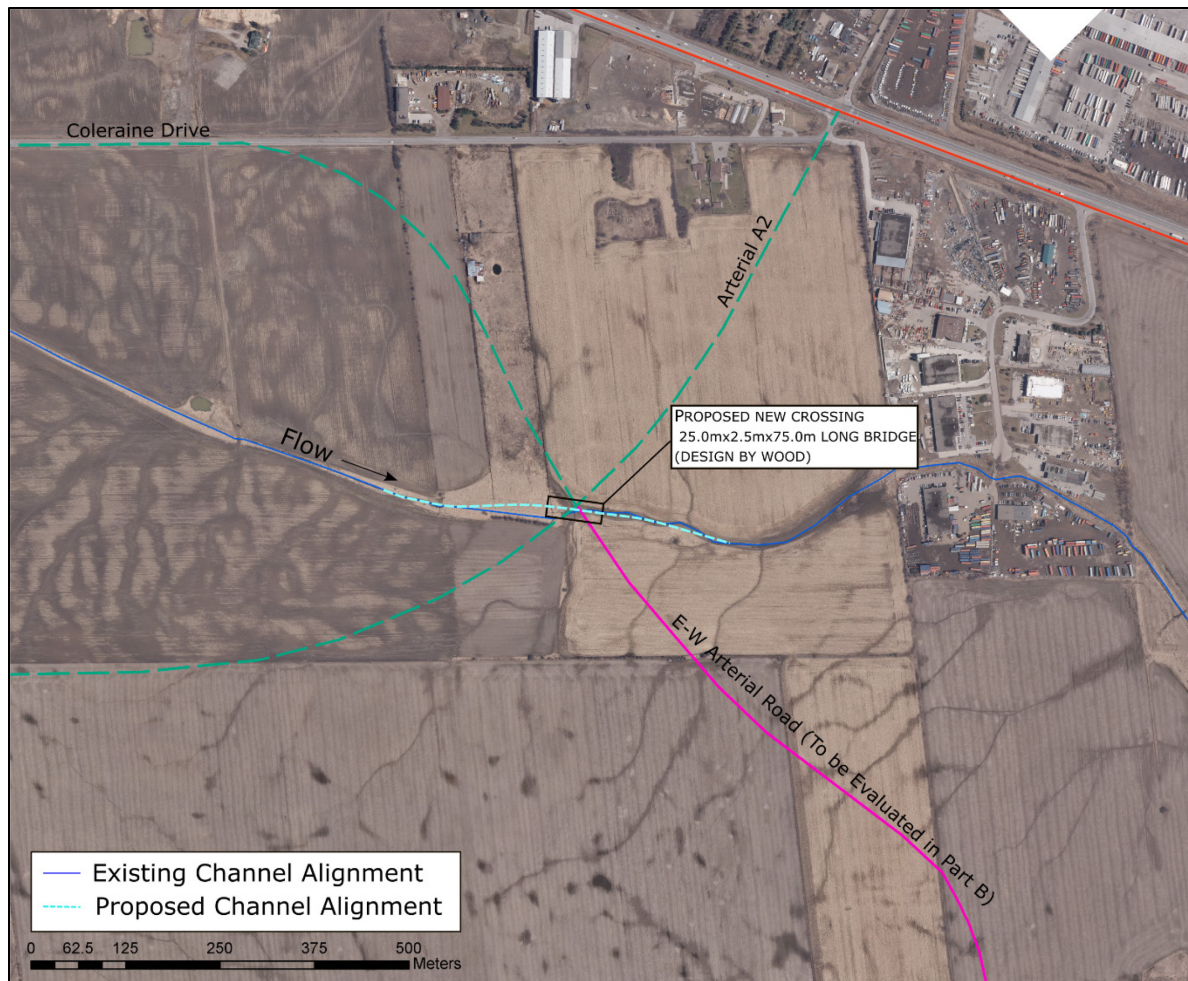 Coleraine Drive
Arterial A2
PROPOSED NEW CROSSING
25.0mx2.5mx75.0m LONG BRIDGE
(DESIGN BY WOOD)
Flow
E-W Arterial Road (To be Evaluated in Part B)
Existing Channel Alignment
Proposed Channel Alignment
0 62.5 125 250 375 500
Meters